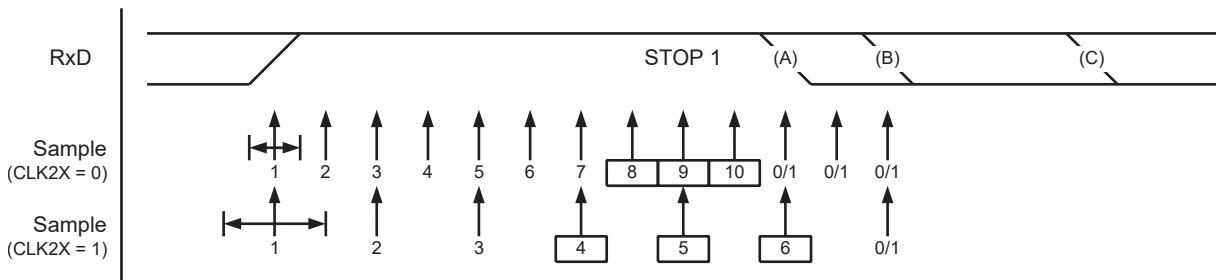 RxD STOP 1 (A) (B) (C)
Sample
(CLK2X = 0)
1 2 3 4 5 6 7 8 9 10 0/1 0/1 0/1
Sample
(CLK2X = 1)
1 2 3 4 5 6 0/1